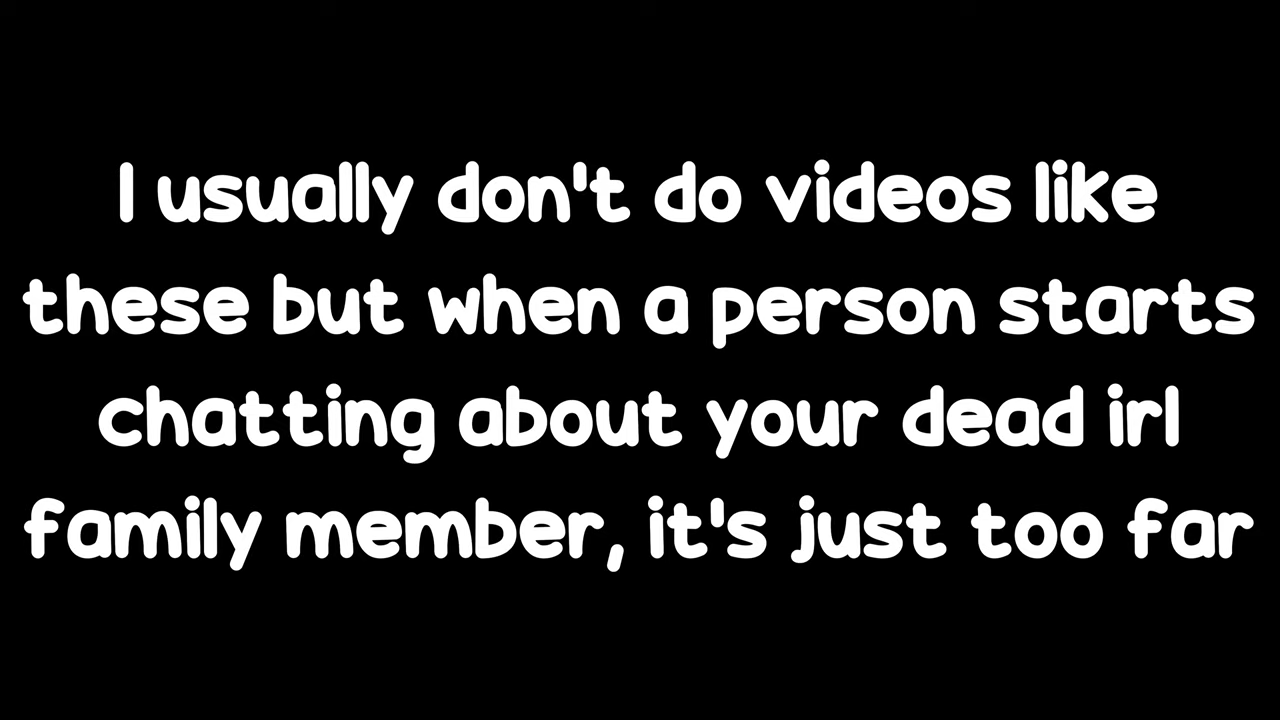 I usually don't do videos like
these but when a person starts
chatting about your dead irl
family member, it's just too far